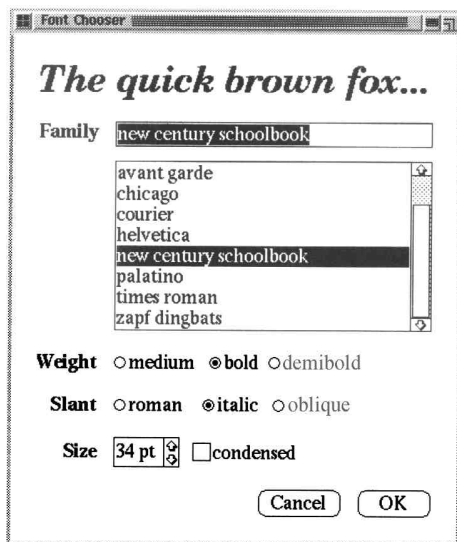 Font Chooser
The quick brown fox...
Family new century schoolbook
avant garde
chicago
courier
helvetica
new century schoolbook
palatino
times roman
zapf dingbats
Weight medium bold demibold
Slant roman italic oblique
Size 34 pt condensed
Cancel OK